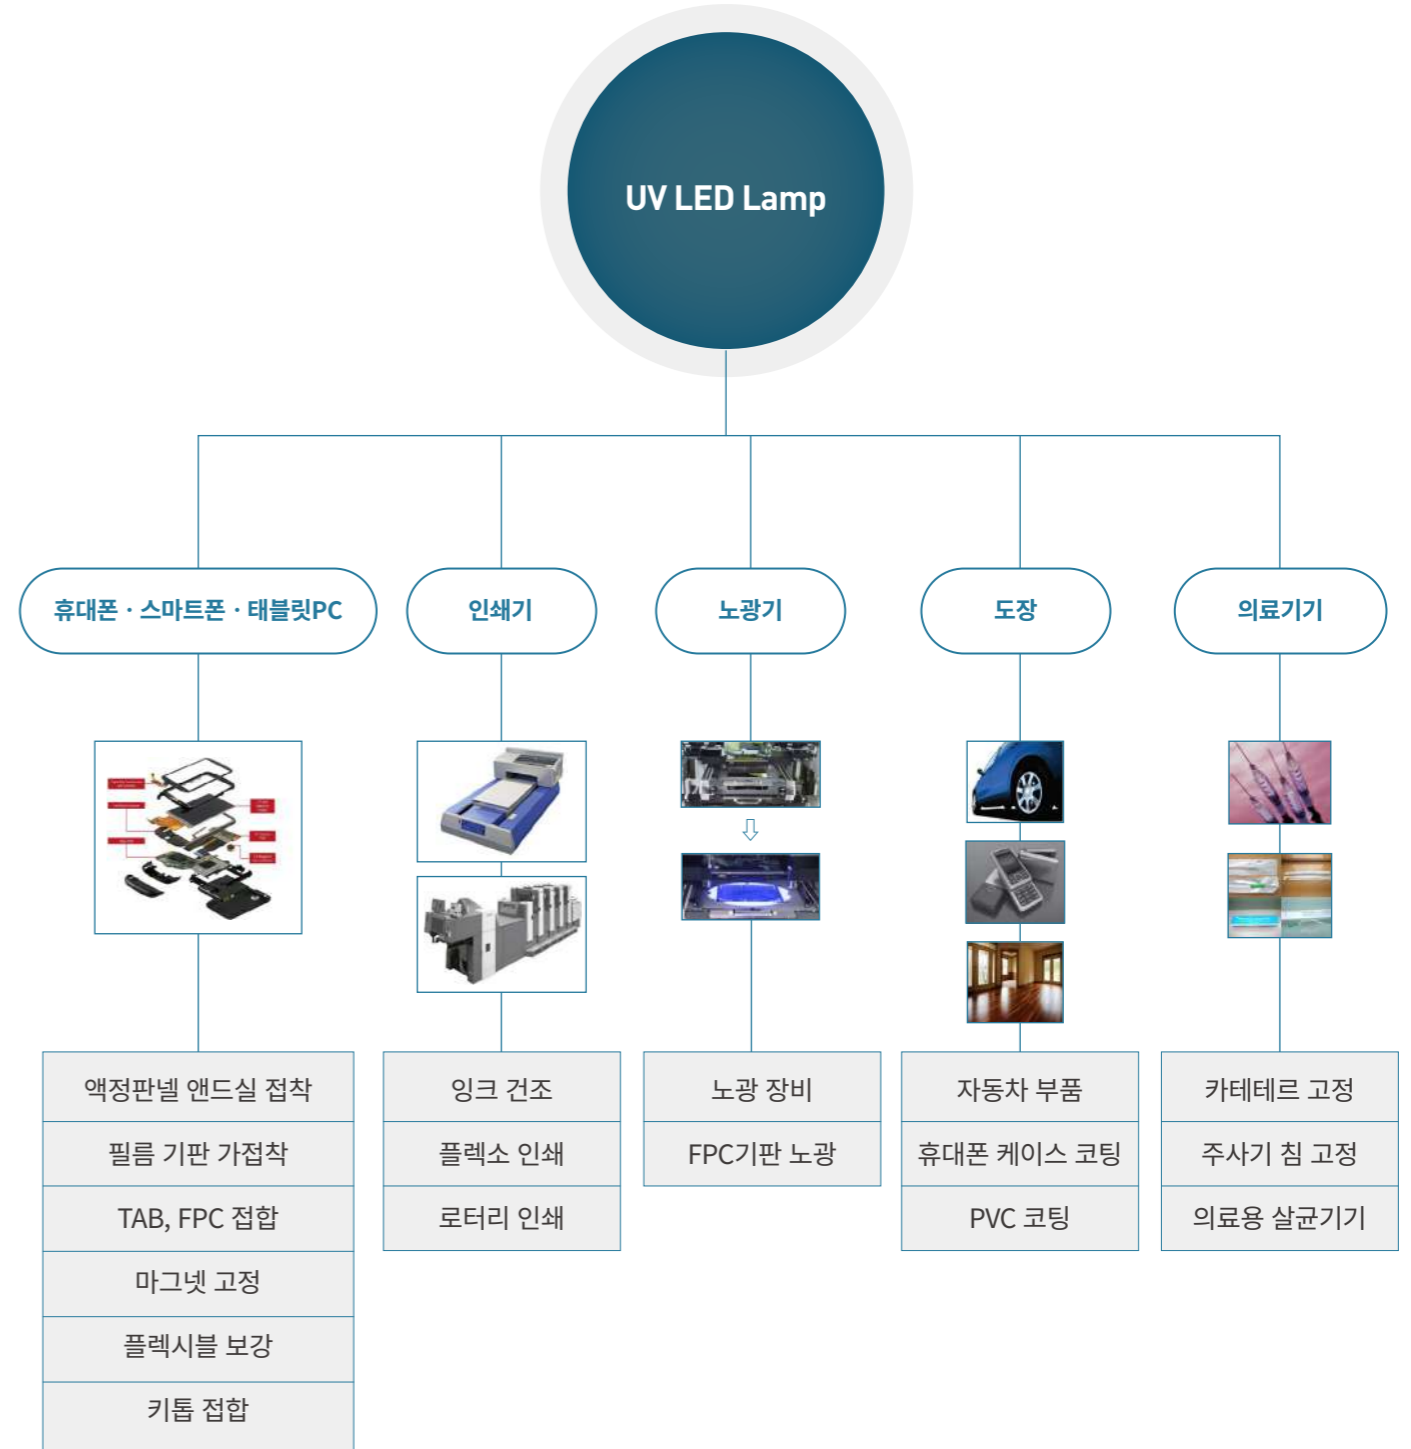 UV LED Lamp
휴대폰 · 스마트폰 · 태블릿PC
인쇄기
노광기
도장
의료기기
액정판넬 앤드실 접착
필름 기판 가접착
TAB, FPC 접합
마그넷 고정
플렉시블 보강
키톱 접합
잉크 건조
플렉소 인쇄
로터리 인쇄
노광 장비
FPC기판 노광
자동차 부품
휴대폰 케이스 코팅
PVC 코팅
카테테르 고정
주사기 침 고정
의료용 살균기기